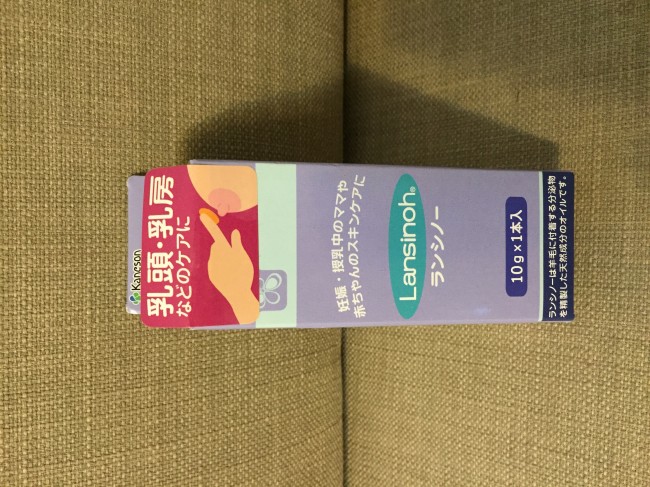 Kaneson
乳頭・乳房
などのケアに
妊娠・授乳中のママや
赤ちゃんのスキンケアに
Lansinoh®
ランシノー
10g×1本入
ランシノーは羊毛に付着する分泌物
を精製した天然成分のオイルです。